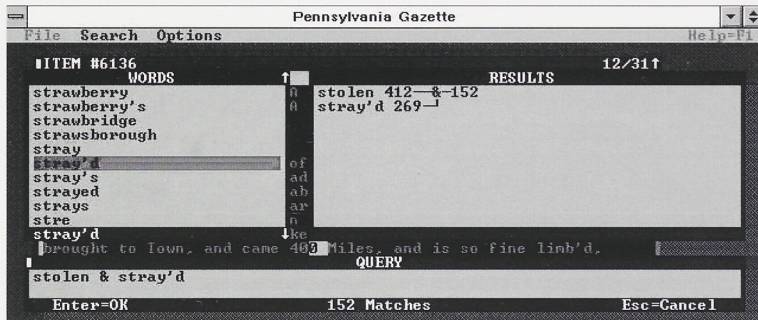 Pennsylvania Gazette
File Search Options Help=F1
ITEM #6136 12/31↑
WORDS ↑ RESULTS
strawberry A stolen 412─&─152
strawberry's A stray'd 269─┘
strawbridge
strawsborough
stray
stray'd of
stray's ad
strayed ab
strays ar
stre n
stray'd ↓ke
brought to Town, and came 400 Miles, and is so fine limb'd,
QUERY
stolen & stray'd
Enter=OK 152 Matches Esc=Cancel